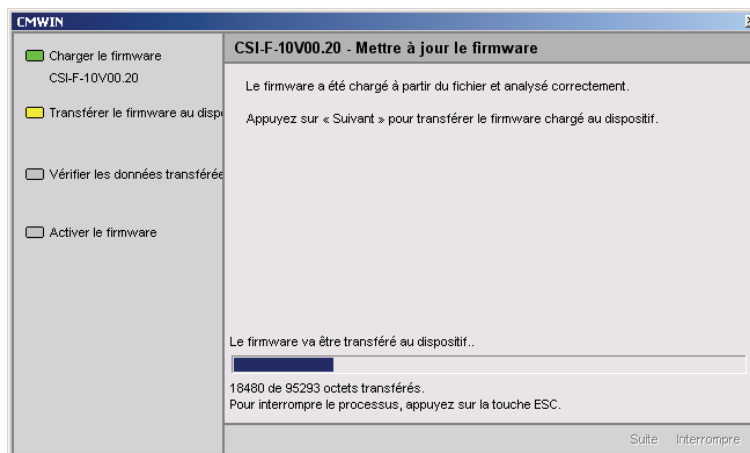 CMWIN
Charger le firmware
CSI-F-10V00.20
Transférer le firmware au disp
Vérifier les données transférée
Activer le firmware
CSI-F-10V00.20 - Mettre à jour le firmware
Le firmware a été chargé à partir du fichier et analysé correctement.
Appuyez sur « Suivant » pour transférer le firmware chargé au dispositif.
Le firmware va être transféré au dispositif..
18480 de 95293 octets transférés.
Pour interrompre le processus, appuyez sur la touche ESC.
Suite Interrompre